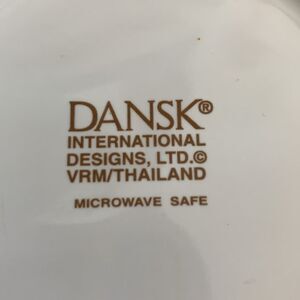 DANSK®
INTERNATIONAL
DESIGNS, LTD.©
VRM/THAILAND
MICROWAVE SAFE